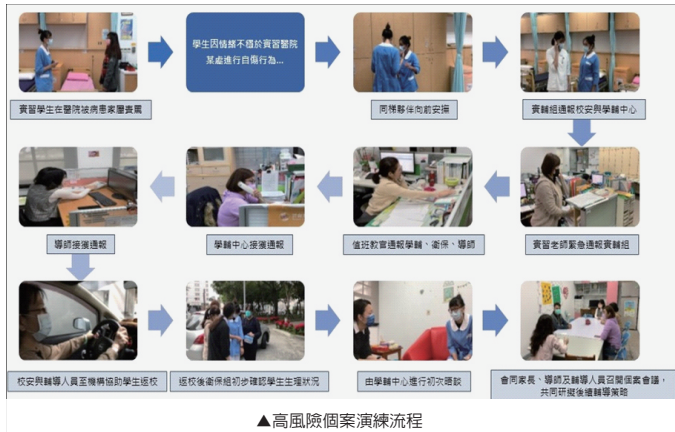 實習學生在醫院被病患家屬責罵
學生因情緒不穩於實習醫院
某處進行自傷行為...
同梯夥伴向前安撫
實輔組通報校安與學輔中心
實習老師緊急通報實輔組
值班教官通報學輔、衛保、導師
學輔中心接獲通報
導師接獲通報
校安與輔導人員至機構協助學生返校
返校後衛保組初步確認學生生理狀況
由學輔中心進行初次晤談
會同家長、導師及輔導人員召開個案會議，
共同研擬後續輔導策略
▲高風險個案演練流程